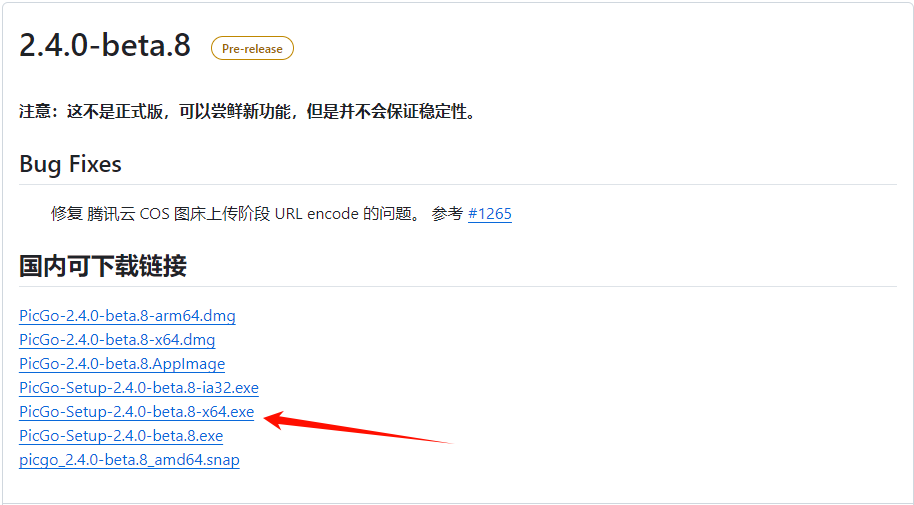 2.4.0-beta.8 Pre-release
注意：这不是正式版，可以尝鲜新功能，但是并不会保证稳定性。
Bug Fixes
修复 腾讯云 COS 图床上传阶段 URL encode 的问题。 参考 #1265
国内可下载链接
PicGo-2.4.0-beta.8-arm64.dmg
PicGo-2.4.0-beta.8-x64.dmg
PicGo-2.4.0-beta.8.AppImage
PicGo-Setup-2.4.0-beta.8-ia32.exe
PicGo-Setup-2.4.0-beta.8-x64.exe
PicGo-Setup-2.4.0-beta.8.exe
picgo_2.4.0-beta.8_amd64.snap